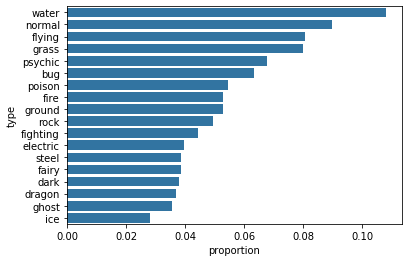 water
normal
flying
grass
psychic
bug
poison
fire
ground
rock
fighting
electric
steel
fairy
dark
dragon
ghost
ice
type
0.00 0.02 0.04 0.06 0.08 0.10
proportion